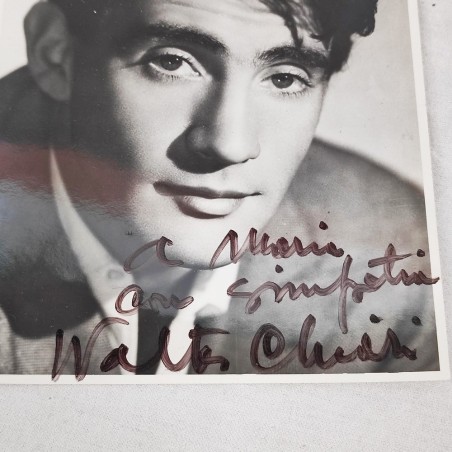 a Maria
con simpatia
Walter Chiari